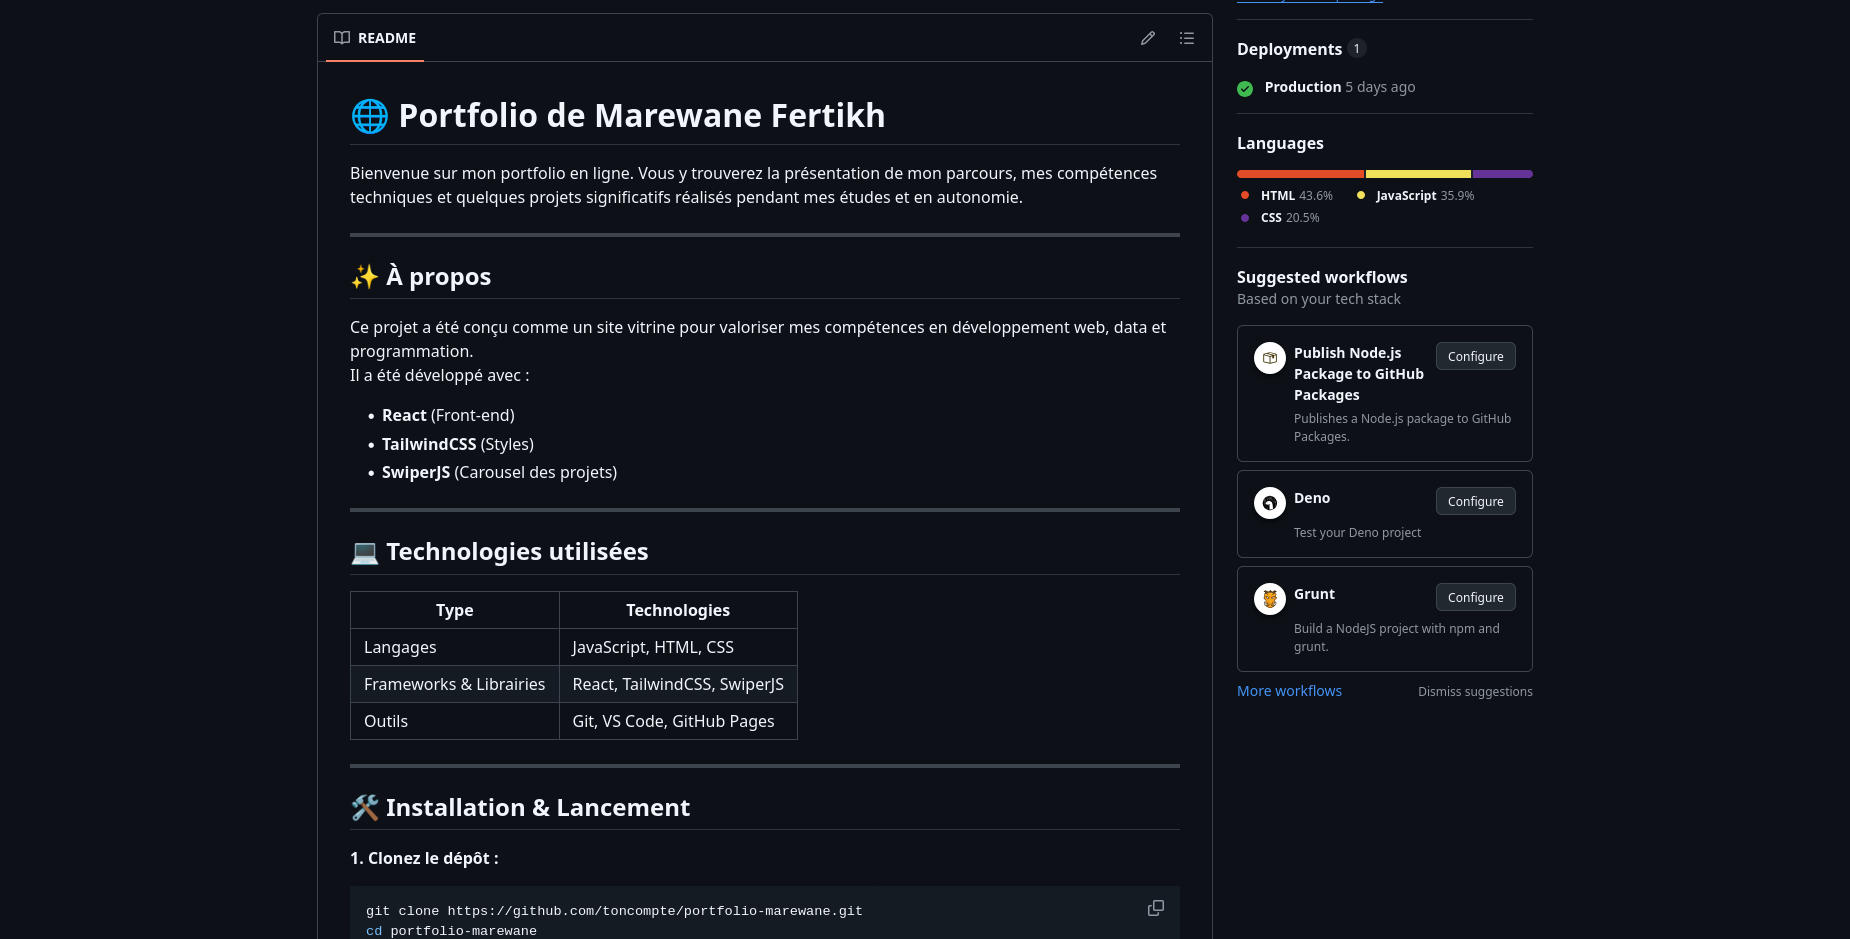 README
🌐 Portfolio de Marewane Fertikh
Bienvenue sur mon portfolio en ligne. Vous y trouverez la présentation de mon parcours, mes compétences
techniques et quelques projets significatifs réalisés pendant mes études et en autonomie.
✨ À propos
Ce projet a été conçu comme un site vitrine pour valoriser mes compétences en développement web, data et
programmation.
Il a été développé avec :
• React (Front-end)
• TailwindCSS (Styles)
• SwiperJS (Carousel des projets)
💻 Technologies utilisées
Type Technologies
Langages JavaScript, HTML, CSS
Frameworks & Librairies React, TailwindCSS, SwiperJS
Outils Git, VS Code, GitHub Pages
🛠️ Installation & Lancement
1. Clonez le dépôt :
git clone https://github.com/toncompte/portfolio-marewane.git
cd portfolio-marewane
Deployments 1
Production 5 days ago
Languages
HTML 43.6% JavaScript 35.9%
CSS 20.5%
Suggested workflows
Based on your tech stack
Publish Node.js Configure
Package to GitHub
Packages
Publishes a Node.js package to GitHub
Packages.
Deno Configure
Test your Deno project
Grunt Configure
Build a NodeJS project with npm and
grunt.
More workflows Dismiss suggestions